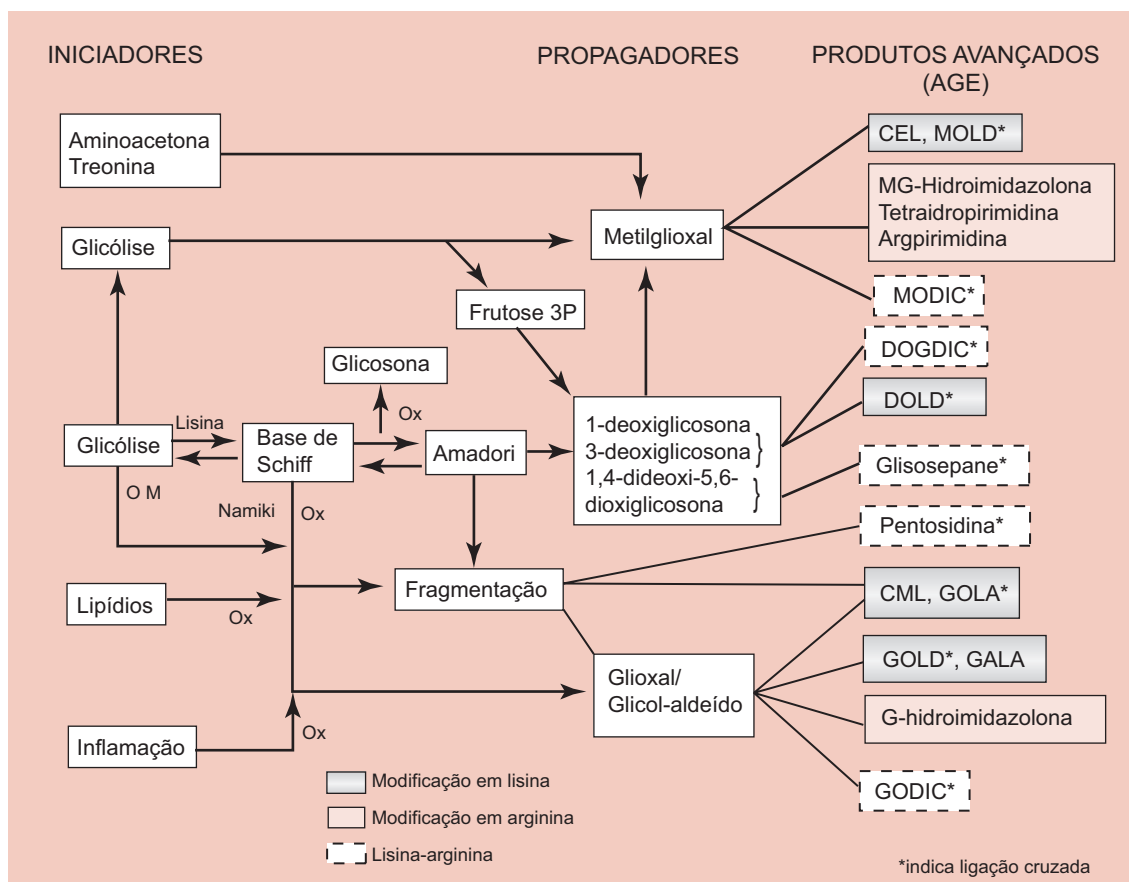 INICIADORES
PROPAGADORES
PRODUTOS AVANÇADOS
(AGE)
Aminoacetona
Treonina
CEL, MOLD*
MG-Hidroimidazolona
Tetraidropirimidina
Argpirimidina
Glicólise
Metilglioxal
MODIC*
Frutose 3P
DOGDIC*
Glicosona
DOLD*
Lisina
Ox
Glicólise
Base de
Schiff
Amadori
1-deoxiglicosona
3-deoxiglicosona
1,4-dideoxi-5,6-
dioxiglicosona
Glisosepane*
O M
Namiki
Ox
Pentosidina*
Lipídios
Ox
Fragmentação
CML, GOLA*
Glioxal/
Glicol-aldeído
GOLD*, GALA
G-hidroimidazolona
Inflamação
Ox
GODIC*
Modificação em lisina
Modificação em arginina
Lisina-arginina
*indica ligação cruzada